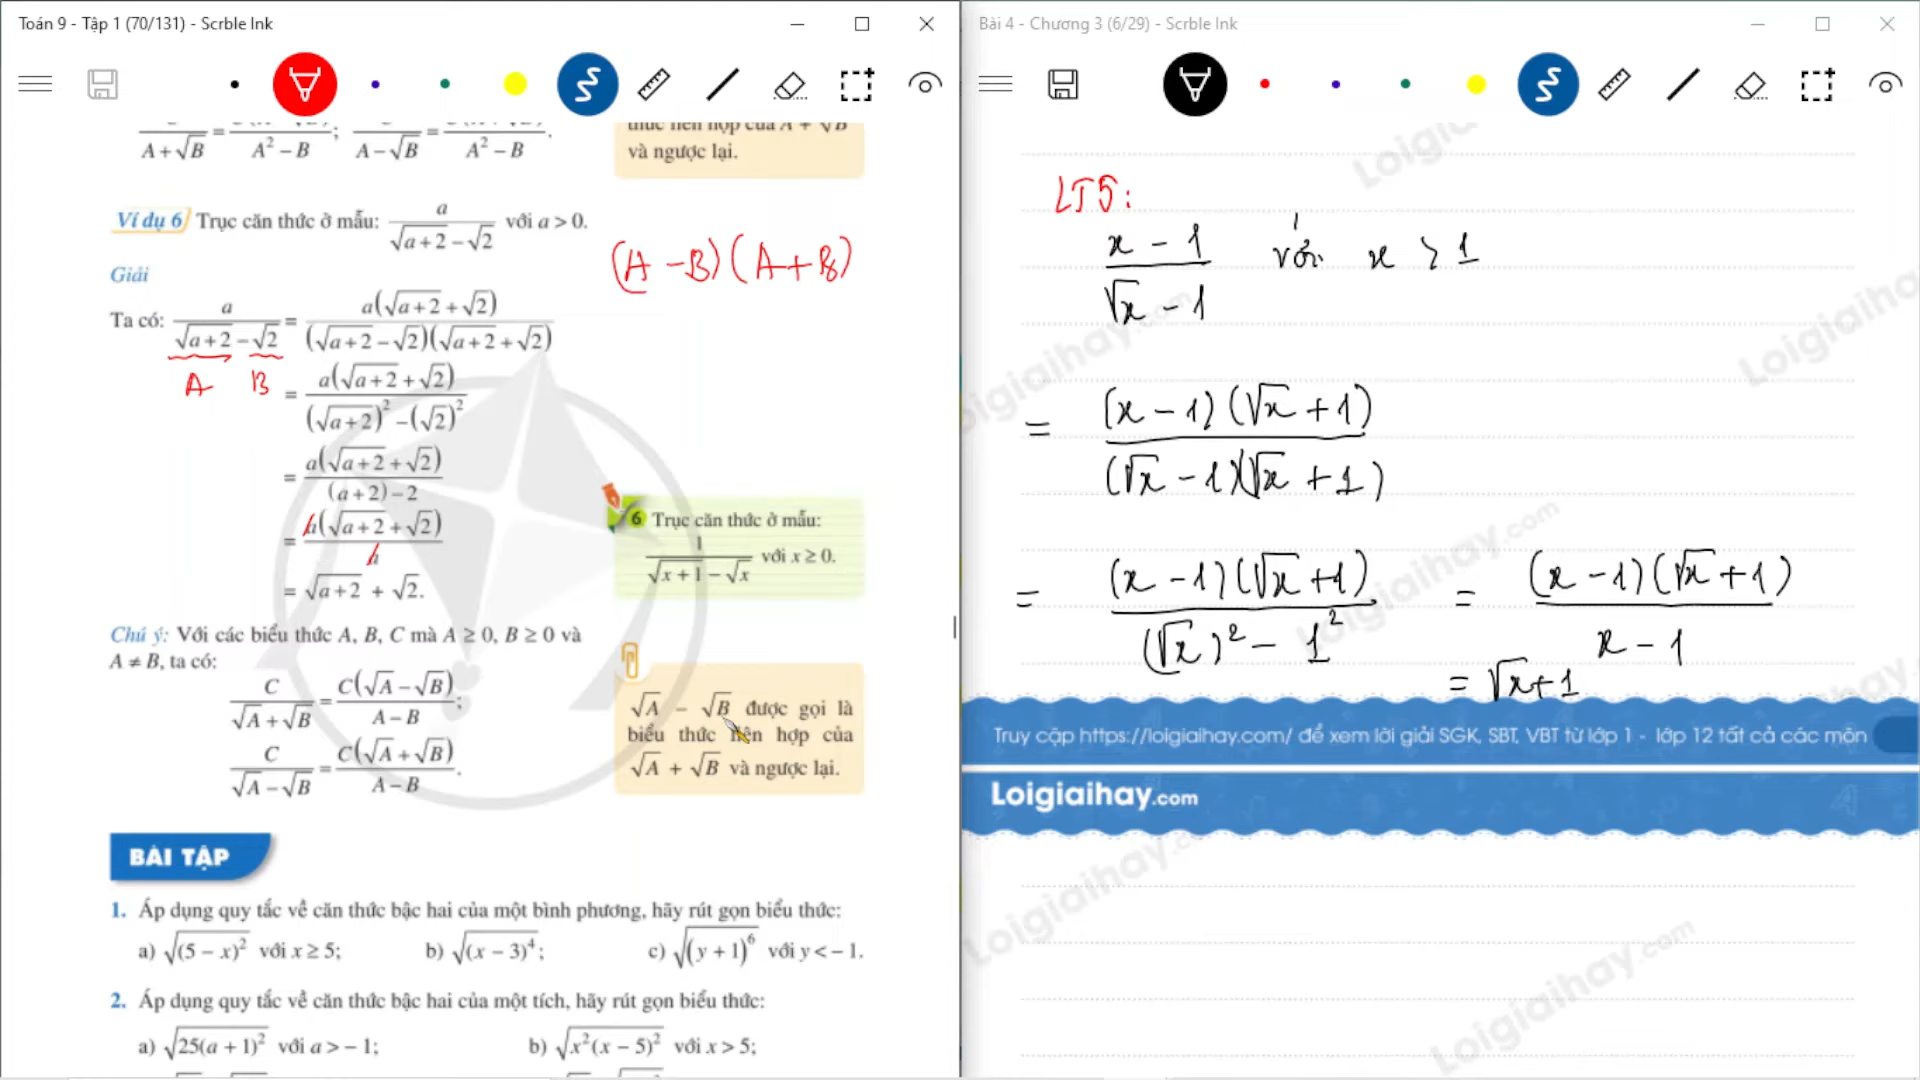 Toán 9 - Tập 1 (70/131) - Scrble Ink
A + √B = A² − B ; A − √B = A² − B .
thức liên hợp của A + √B
và ngược lại.
Ví dụ 6 Trục căn thức ở mẫu: a / (√(a+2) − √2) với a > 0.
(A − B)(A + B)
Giải
Ta có: a / (√(a+2) − √2) = a(√(a+2) + √2) / ((√(a+2) − √2)(√(a+2) + √2))
A B
= a(√(a+2) + √2) / ((√(a+2))² − (√2)²)
= a(√(a+2) + √2) / ((a+2) − 2)
= a(√(a+2) + √2) / a
= √(a+2) + √2.
6 Trục căn thức ở mẫu:
1 / (√(x+1) − √x) với x ≥ 0.
Chú ý: Với các biểu thức A, B, C mà A ≥ 0, B ≥ 0 và
A ≠ B, ta có:
C / (√A + √B) = C(√A − √B) / (A − B) ;
C / (√A − √B) = C(√A + √B) / (A − B) .
√A − √B được gọi là
biểu thức liên hợp của
√A + √B và ngược lại.
BÀI TẬP
1. Áp dụng quy tắc về căn thức bậc hai của một bình phương, hãy rút gọn biểu thức:
a) √((5 − x)²) với x ≥ 5; b) √((x − 3)⁴); c) √((y + 1)⁶) với y < − 1.
2. Áp dụng quy tắc về căn thức bậc hai của một tích, hãy rút gọn biểu thức:
a) √(25(a + 1)²) với a > − 1; b) √(x²(x − 5)²) với x > 5;
Bài 4 - Chương 3 (6/29) - Scrble Ink
LT5:
(x − 1) / (√x − 1) với x > 1
= (x − 1)(√x + 1) / ((√x − 1)(√x + 1))
= (x − 1)(√x + 1) / ((√x)² − 1²) = (x − 1)(√x + 1) / (x − 1)
= √x + 1
Truy cập https://loigiaihay.com/ để xem lời giải SGK, SBT, VBT từ lớp 1 - lớp 12 tất cả các môn
Loigiaihay.com